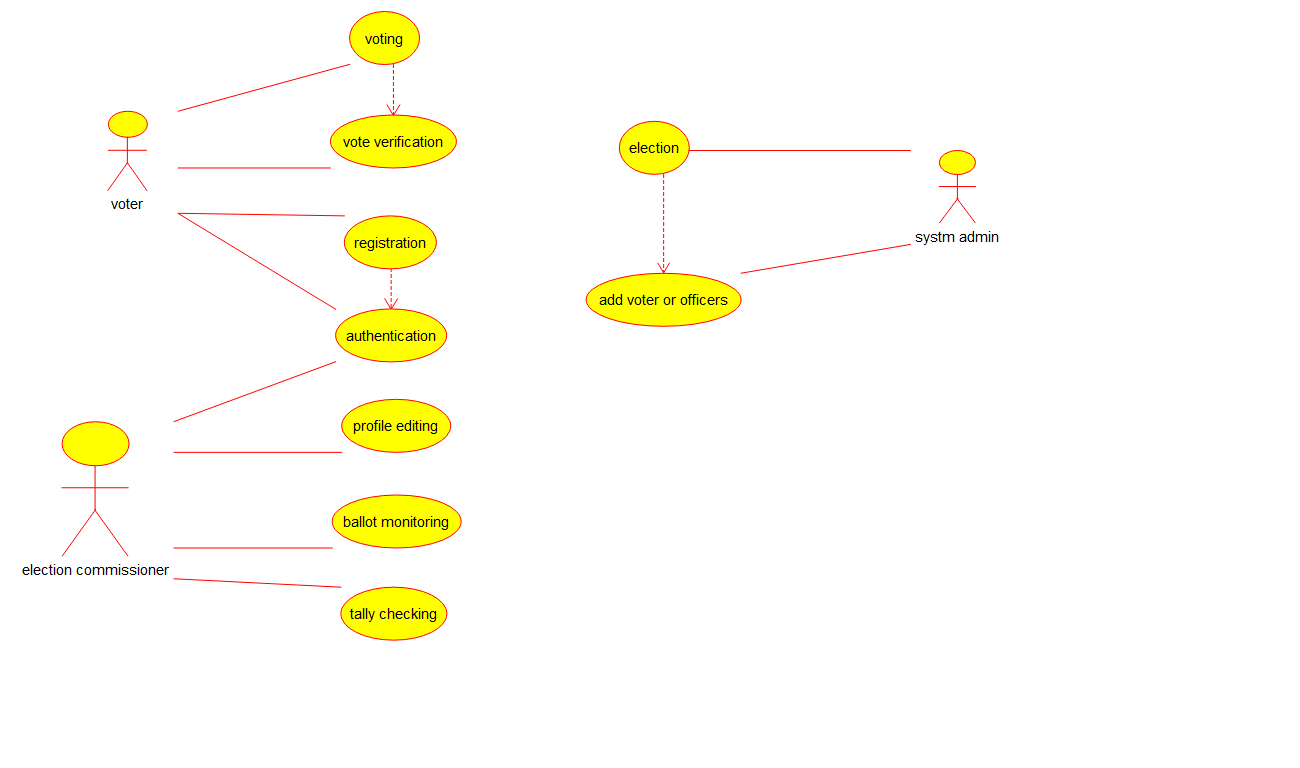 voting
vote verification
voter
registration
authentication
profile editing
ballot monitoring
election commissioner
tally checking
election
systm admin
add voter or officers